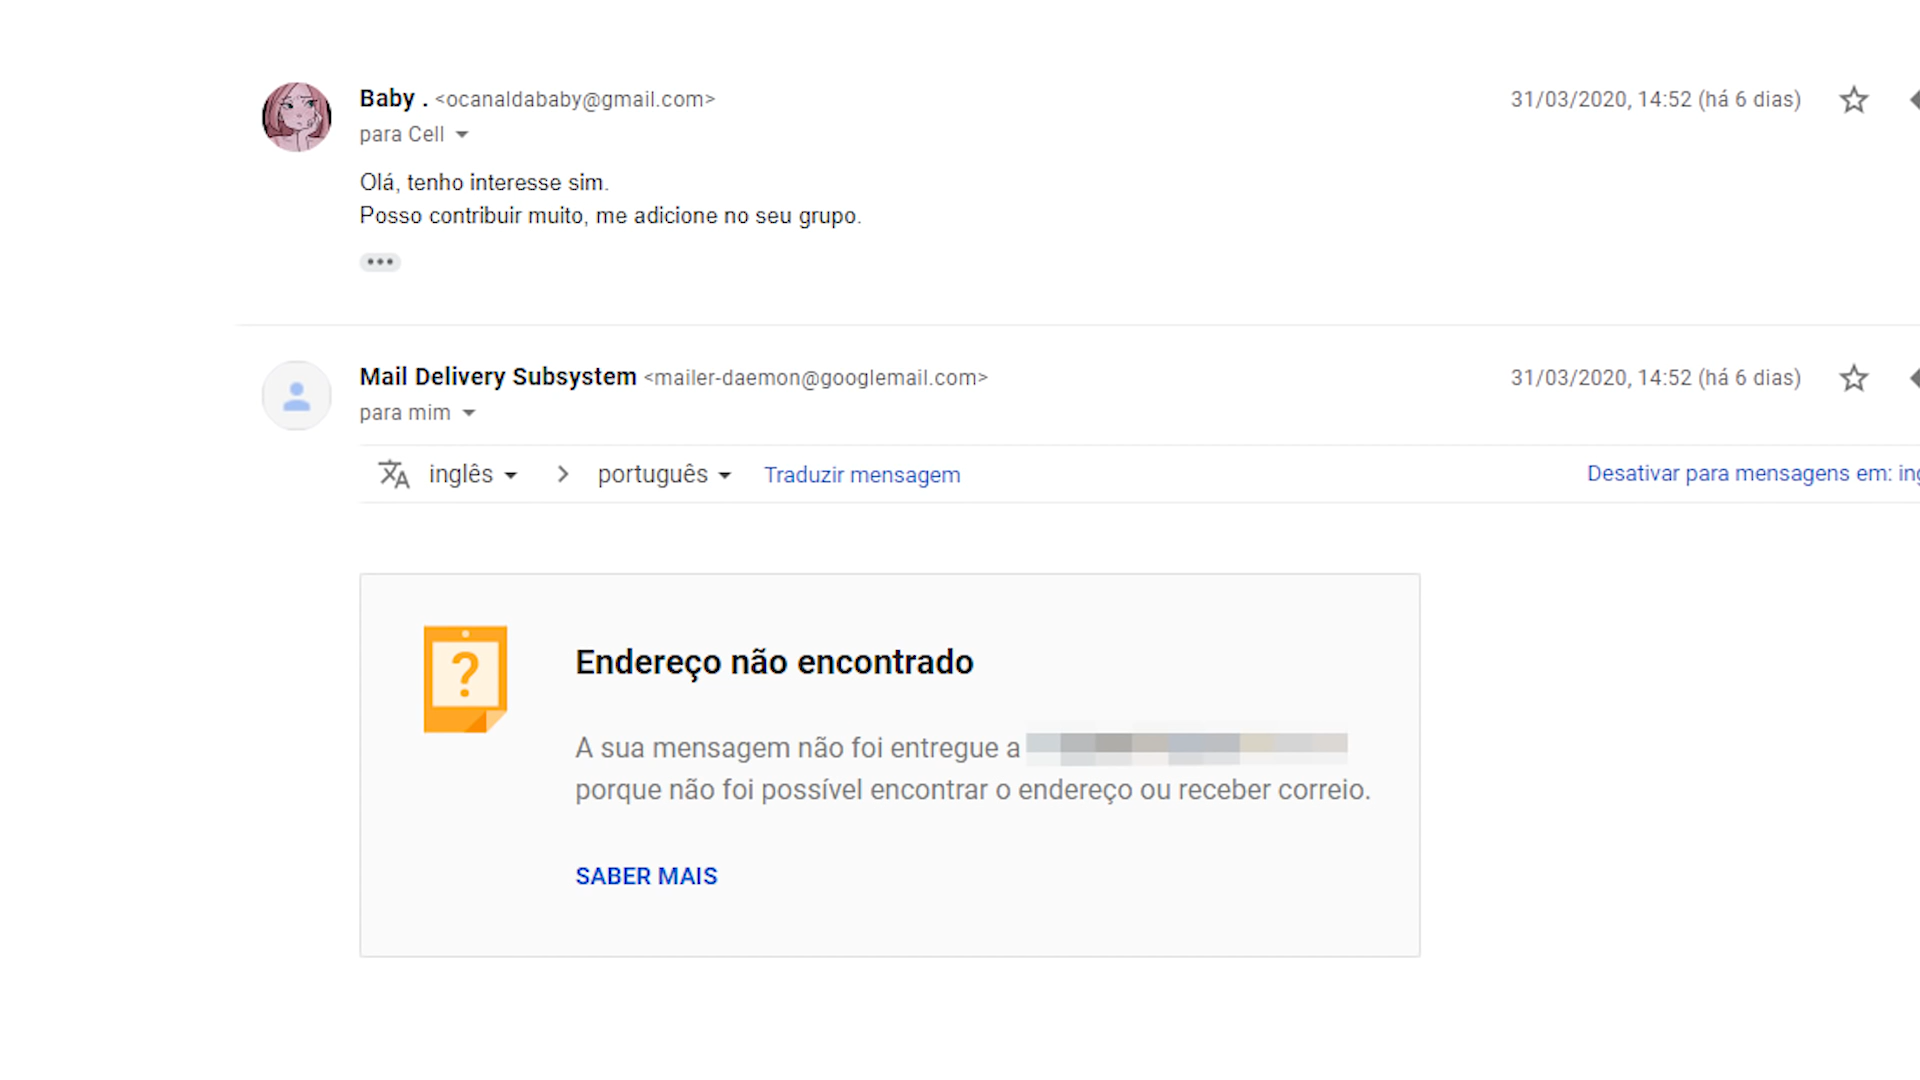 Baby . <ocanaldababy@gmail.com> 31/03/2020, 14:52 (há 6 dias)
para Cell
Olá, tenho interesse sim.
Posso contribuir muito, me adicione no seu grupo.
Mail Delivery Subsystem <mailer-daemon@googlemail.com> 31/03/2020, 14:52 (há 6 dias)
para mim
inglês > português Traduzir mensagem Desativar para mensagens em:
?
Endereço não encontrado
A sua mensagem não foi entregue a
porque não foi possível encontrar o endereço ou receber correio.
SABER MAIS